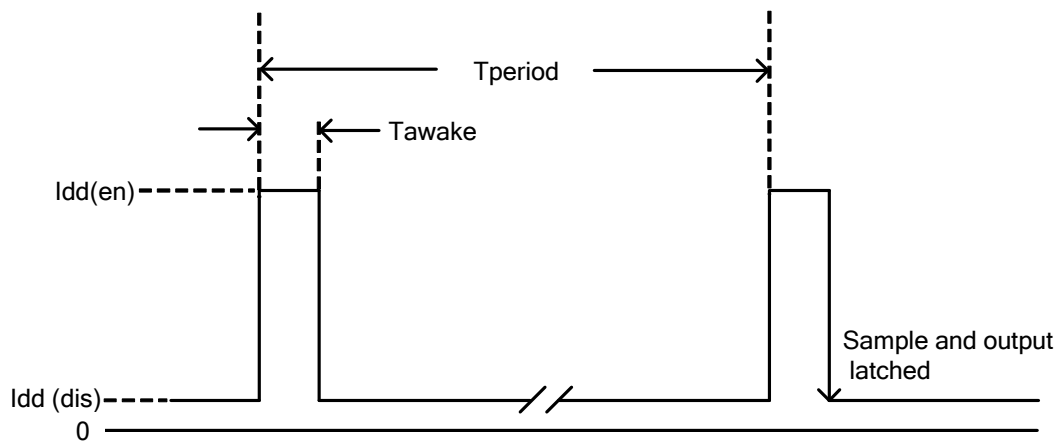 Tperiod
Tawake
Idd(en)
Sample and output
latched
Idd (dis)
0